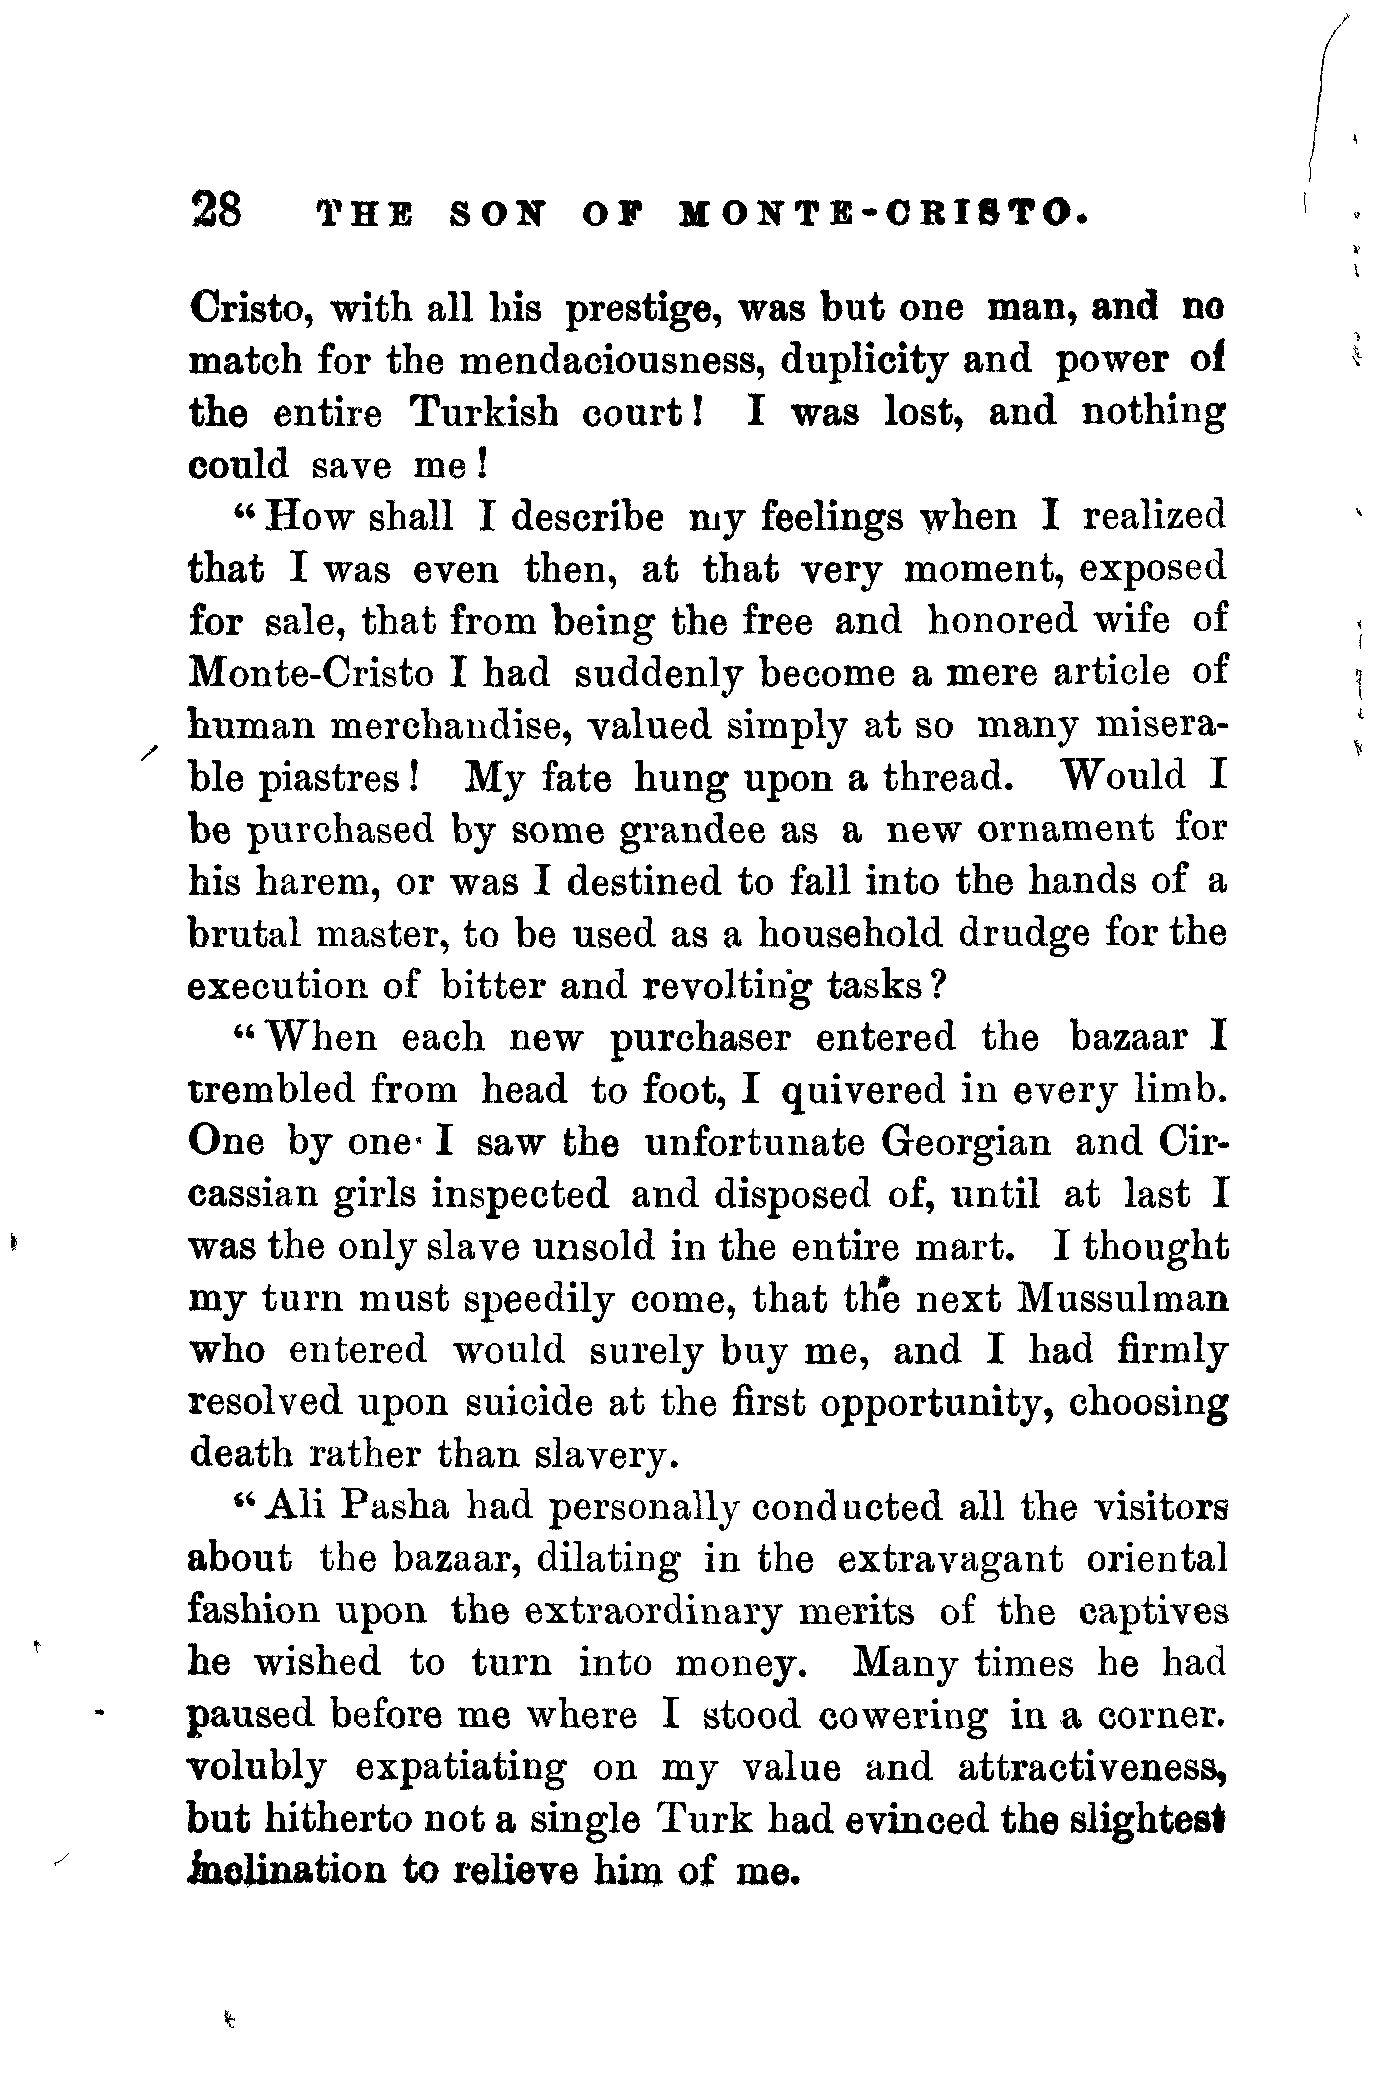 28 THE SON OF MONTE-CRISTO.
Cristo, with all his prestige, was but one man, and no
match for the mendaciousness, duplicity and power of
the entire Turkish court! I was lost, and nothing
could save me!
“How shall I describe my feelings when I realized
that I was even then, at that very moment, exposed
for sale, that from being the free and honored wife of
Monte-Cristo I had suddenly become a mere article of
human merchandise, valued simply at so many misera-
ble piastres! My fate hung upon a thread. Would I
be purchased by some grandee as a new ornament for
his harem, or was I destined to fall into the hands of a
brutal master, to be used as a household drudge for the
execution of bitter and revolting tasks?
“When each new purchaser entered the bazaar I
trembled from head to foot, I quivered in every limb.
One by one I saw the unfortunate Georgian and Cir-
cassian girls inspected and disposed of, until at last I
was the only slave unsold in the entire mart. I thought
my turn must speedily come, that the next Mussulman
who entered would surely buy me, and I had firmly
resolved upon suicide at the first opportunity, choosing
death rather than slavery.
“Ali Pasha had personally conducted all the visitors
about the bazaar, dilating in the extravagant oriental
fashion upon the extraordinary merits of the captives
he wished to turn into money. Many times he had
paused before me where I stood cowering in a corner.
volubly expatiating on my value and attractiveness,
but hitherto not a single Turk had evinced the slightest
inclination to relieve him of me.